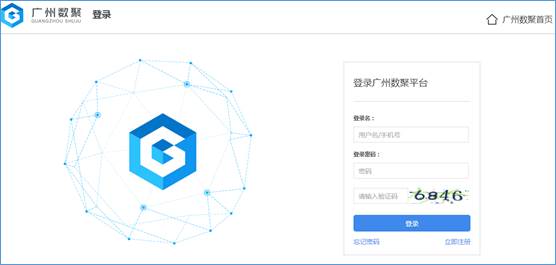 广州数聚 登录
GUANGZHOU SHUJU
广州数聚首页
登录广州数聚平台
登录名：
用户名/手机号
登录密码：
密码
请输入验证码 6846
登录
忘记密码 立即注册